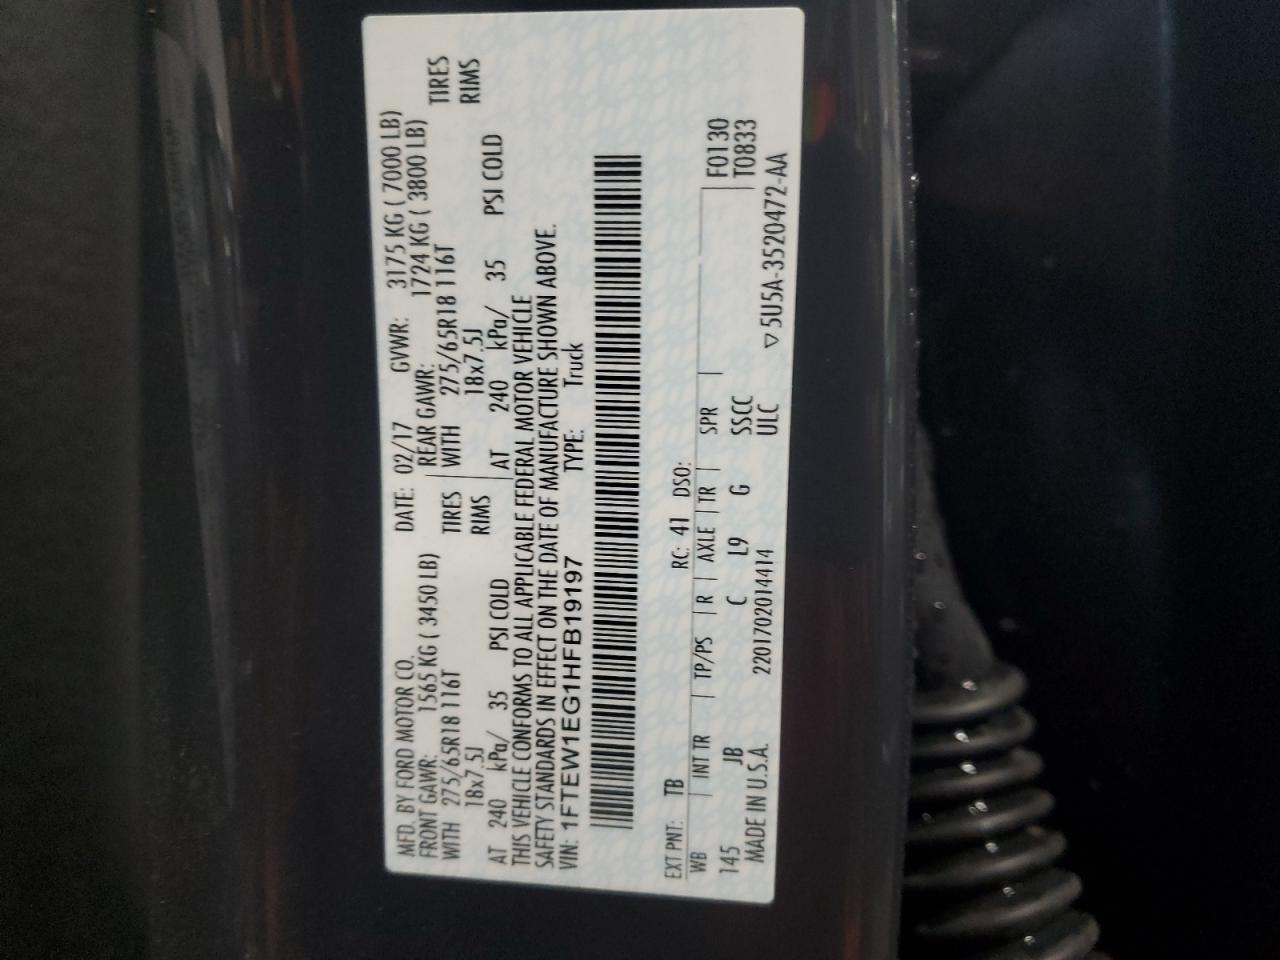 MFD. BY FORD MOTOR CO. DATE: 02/17 GVWR: 3175 KG ( 7000 LB)
FRONT GAWR: 1565 KG ( 3450 LB) REAR GAWR: 1724 KG ( 3800 LB)
WITH 275/65R18 116T TIRES WITH 275/65R18 116T TIRES
18x7.5J RIMS 18x7.5J RIMS
AT 240 kPa/ 35 PSI COLD AT 240 kPa/ 35 PSI COLD
THIS VEHICLE CONFORMS TO ALL APPLICABLE FEDERAL MOTOR VEHICLE
SAFETY STANDARDS IN EFFECT ON THE DATE OF MANUFACTURE SHOWN ABOVE.
VIN: 1FTEW1EG1HFB19197 TYPE: Truck
EXT PNT: TB RC: 41 DSO:
WB INT TR TP/PS R AXLE TR SPR F0130
145 JB C L9 G SSCC T0833
MADE IN U.S.A. 2201702014414 ULC
▽5U5A-3520472-AA